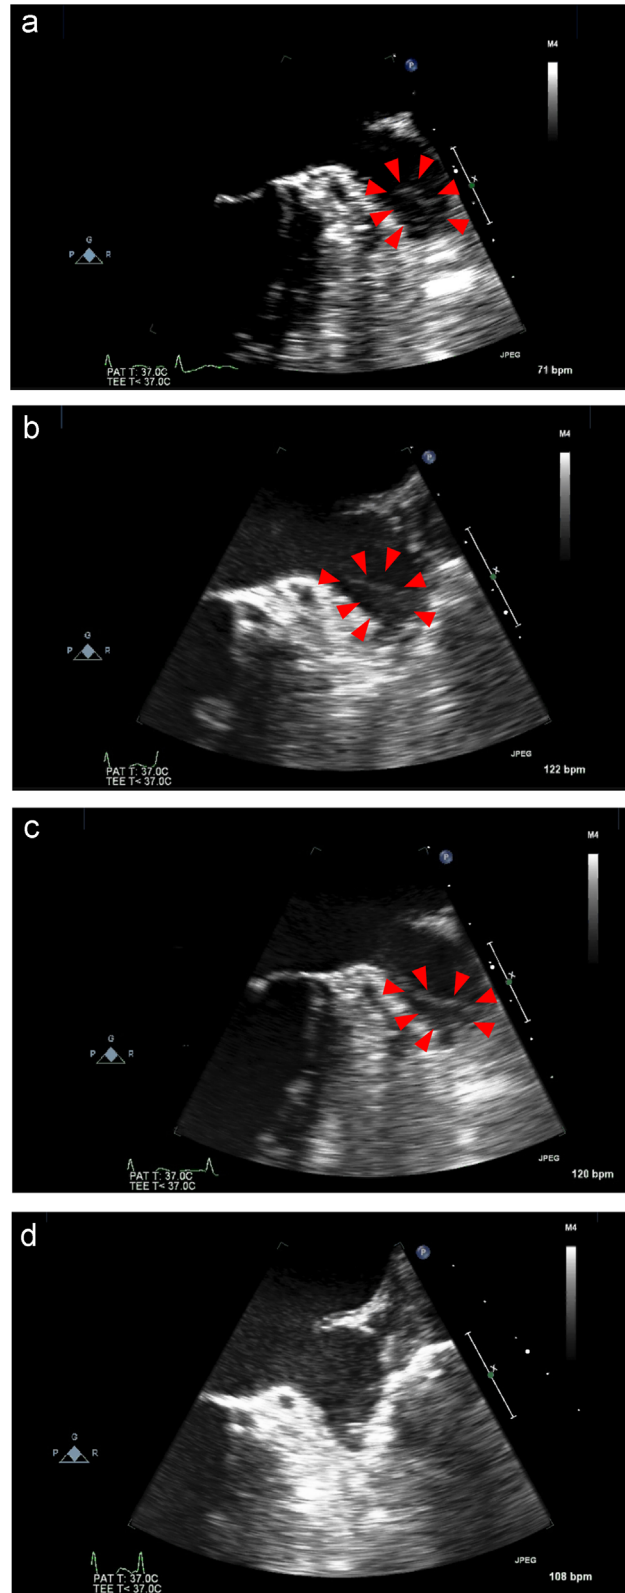 a
M4
P
G
P R
PAT T: 37.0C
TEE T< 37.0C
JPEG
71 bpm
b
M4
P
G
P R
PAT T: 37.0C
TEE T< 37.0C
JPEG
122 bpm
c
M4
P
G
P R
PAT T: 37.0C
TEE T< 37.0C
JPEG
120 bpm
d
M4
P
G
P R
PAT T: 37.0C
TEE T< 37.0C
JPEG
108 bpm